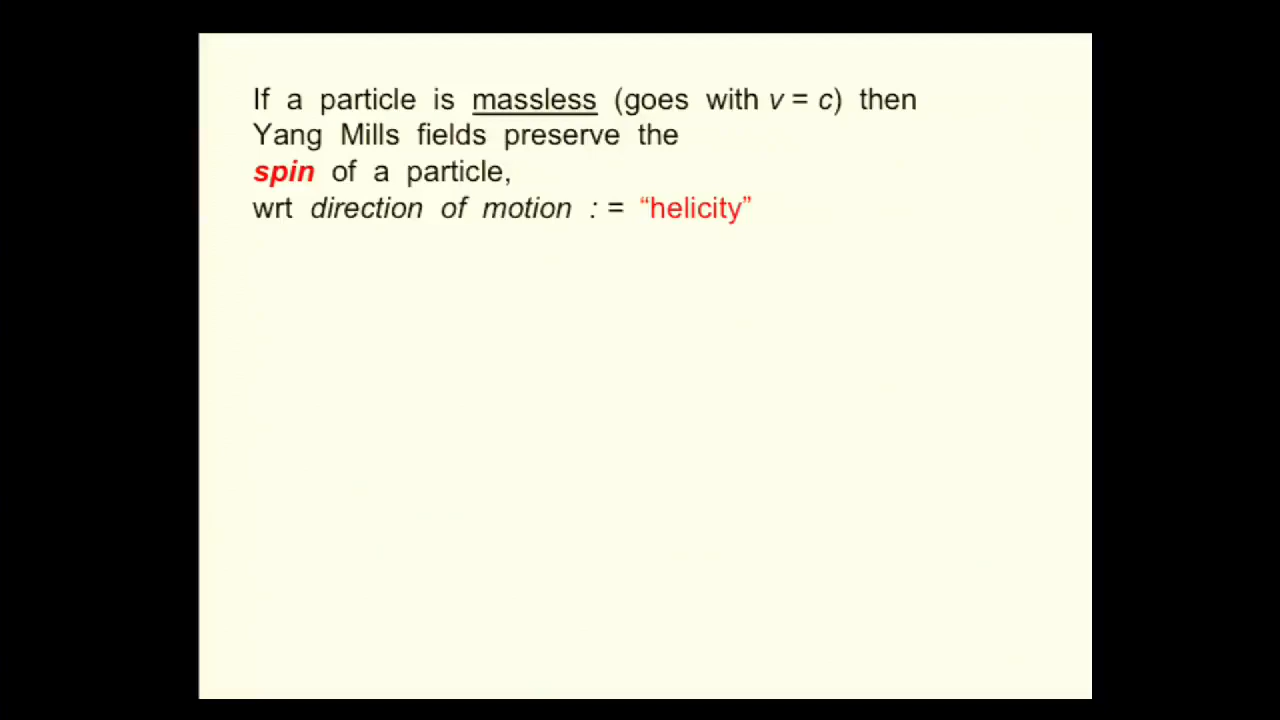 If a particle is massless (goes with v = c) then
Yang Mills fields preserve the
spin of a particle,
wrt direction of motion : = “helicity”